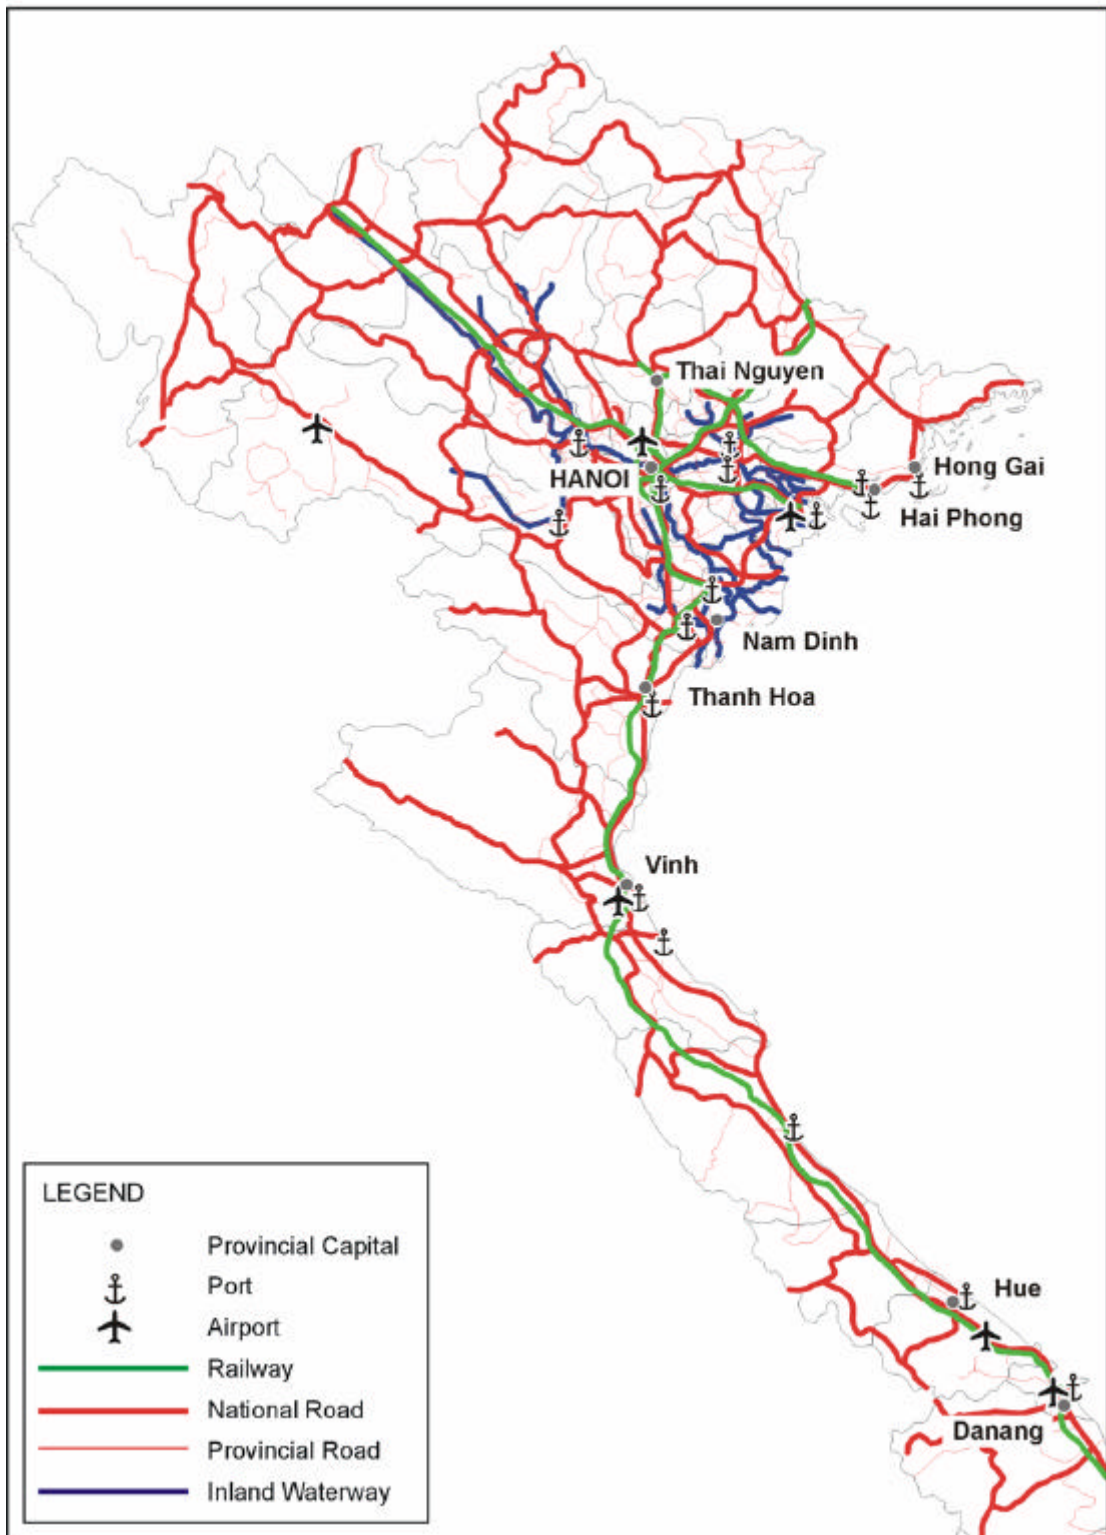 Thai Nguyen
HANOI
Hong Gai
Hai Phong
Nam Dinh
Thanh Hoa
Vinh
Hue
Danang
LEGEND
Provincial Capital
Port
Airport
Railway
National Road
Provincial Road
Inland Waterway